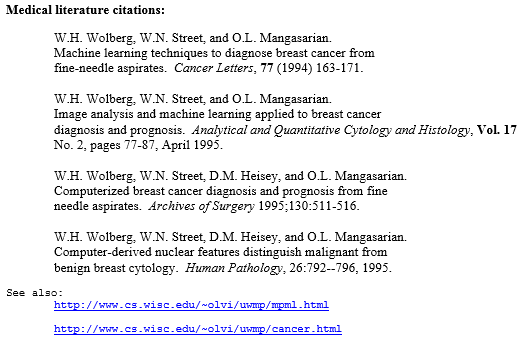 Medical literature citations:
W.H. Wolberg, W.N. Street, and O.L. Mangasarian.
Machine learning techniques to diagnose breast cancer from
fine-needle aspirates. Cancer Letters, 77 (1994) 163-171.
W.H. Wolberg, W.N. Street, and O.L. Mangasarian.
Image analysis and machine learning applied to breast cancer
diagnosis and prognosis. Analytical and Quantitative Cytology and Histology, Vol. 17
No. 2, pages 77-87, April 1995.
W.H. Wolberg, W.N. Street, D.M. Heisey, and O.L. Mangasarian.
Computerized breast cancer diagnosis and prognosis from fine
needle aspirates. Archives of Surgery 1995;130:511-516.
W.H. Wolberg, W.N. Street, D.M. Heisey, and O.L. Mangasarian.
Computer-derived nuclear features distinguish malignant from
benign breast cytology. Human Pathology, 26:792--796, 1995.
See also:
http://www.cs.wisc.edu/~olvi/uwmp/mpml.html
http://www.cs.wisc.edu/~olvi/uwmp/cancer.html